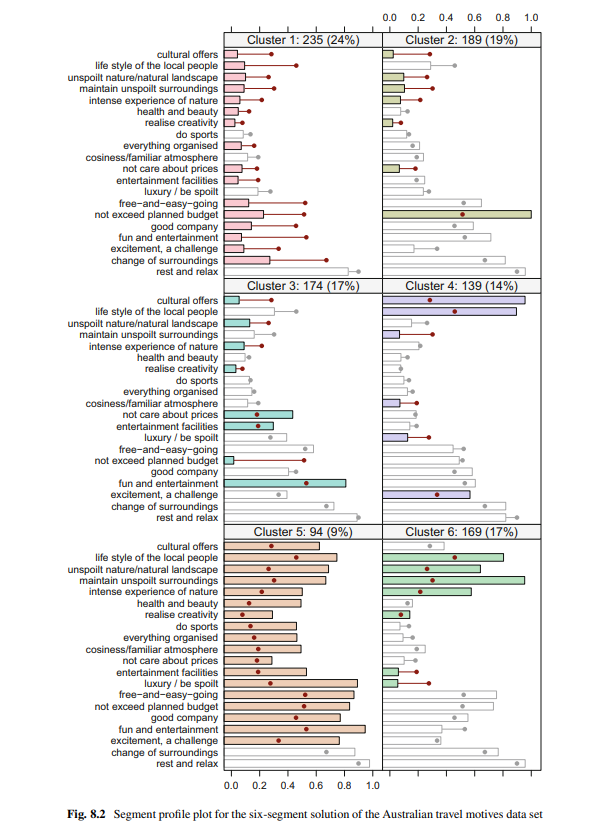 0.0 0.2 0.4 0.6 0.8 1.0
Cluster 1: 235 (24%) Cluster 2: 189 (19%)
cultural offers
life style of the local people
unspoilt nature/natural landscape
maintain unspoilt surroundings
intense experience of nature
health and beauty
realise creativity
do sports
everything organised
cosiness/familiar atmosphere
not care about prices
entertainment facilities
luxury / be spoilt
free−and−easy−going
not exceed planned budget
good company
fun and entertainment
excitement, a challenge
change of surroundings
rest and relax
Cluster 3: 174 (17%) Cluster 4: 139 (14%)
cultural offers
life style of the local people
unspoilt nature/natural landscape
maintain unspoilt surroundings
intense experience of nature
health and beauty
realise creativity
do sports
everything organised
cosiness/familiar atmosphere
not care about prices
entertainment facilities
luxury / be spoilt
free−and−easy−going
not exceed planned budget
good company
fun and entertainment
excitement, a challenge
change of surroundings
rest and relax
Cluster 5: 94 (9%) Cluster 6: 169 (17%)
cultural offers
life style of the local people
unspoilt nature/natural landscape
maintain unspoilt surroundings
intense experience of nature
health and beauty
realise creativity
do sports
everything organised
cosiness/familiar atmosphere
not care about prices
entertainment facilities
luxury / be spoilt
free−and−easy−going
not exceed planned budget
good company
fun and entertainment
excitement, a challenge
change of surroundings
rest and relax
0.0 0.2 0.4 0.6 0.8 1.0
Fig. 8.2 Segment profile plot for the six-segment solution of the Australian travel motives data set